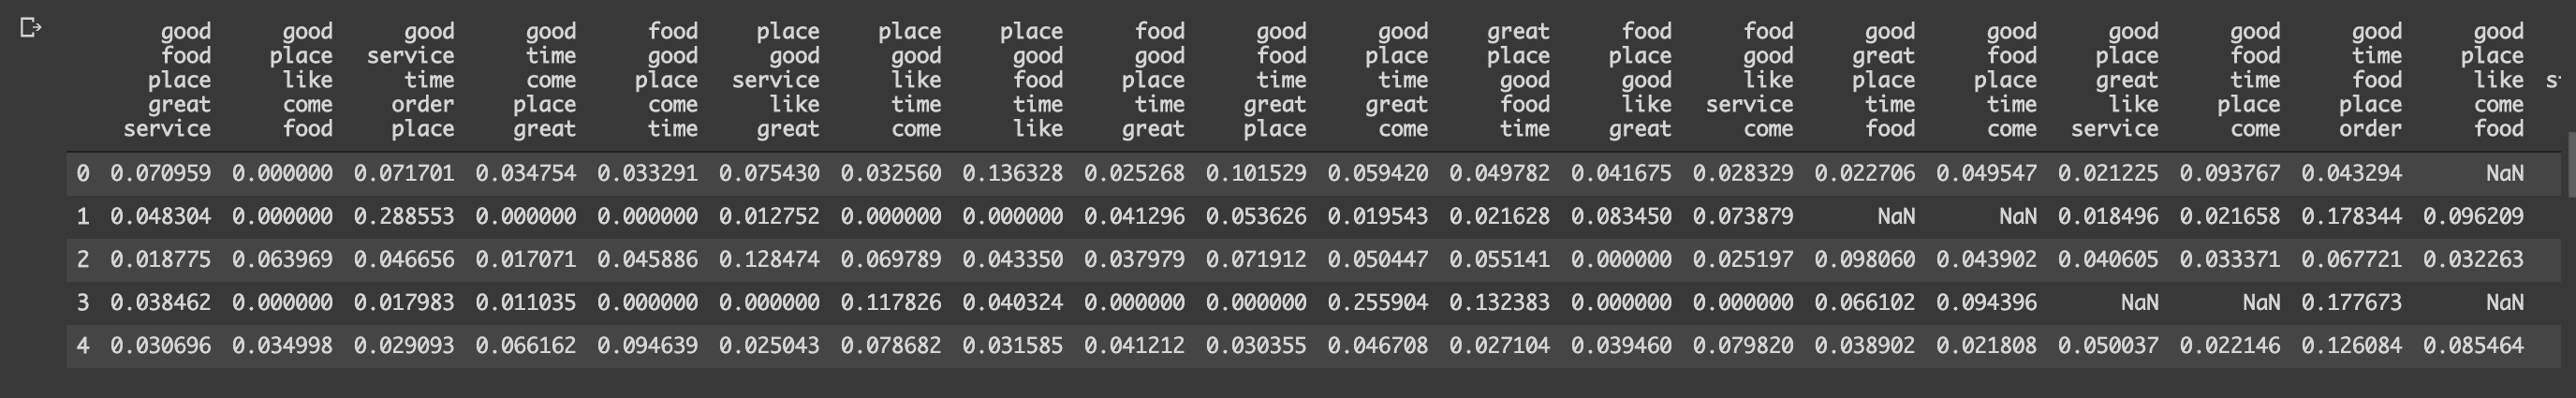 good good good good food place place place food good good great food food good good good good good good
food place service time good good good good good food place place place good great food place food time place
place like time come place service like food place time time good good like place place great time food like s
great come order place come like time time time great great food like service time time like place place come
service food place great time great come like great place come time great come food come service come order food
0 0.070959 0.000000 0.071701 0.034754 0.033291 0.075430 0.032560 0.136328 0.025268 0.101529 0.059420 0.049782 0.041675 0.028329 0.022706 0.049547 0.021225 0.093767 0.043294 NaN
1 0.048304 0.000000 0.288553 0.000000 0.000000 0.012752 0.000000 0.000000 0.041296 0.053626 0.019543 0.021628 0.083450 0.073879 NaN NaN 0.018496 0.021658 0.178344 0.096209
2 0.018775 0.063969 0.046656 0.017071 0.045886 0.128474 0.069789 0.043350 0.037979 0.071912 0.050447 0.055141 0.000000 0.025197 0.098060 0.043902 0.040605 0.033371 0.067721 0.032263
3 0.038462 0.000000 0.017983 0.011035 0.000000 0.000000 0.117826 0.040324 0.000000 0.000000 0.255904 0.132383 0.000000 0.000000 0.066102 0.094396 NaN NaN 0.177673 NaN
4 0.030696 0.034998 0.029093 0.066162 0.094639 0.025043 0.078682 0.031585 0.041212 0.030355 0.046708 0.027104 0.039460 0.079820 0.038902 0.021808 0.050037 0.022146 0.126084 0.085464